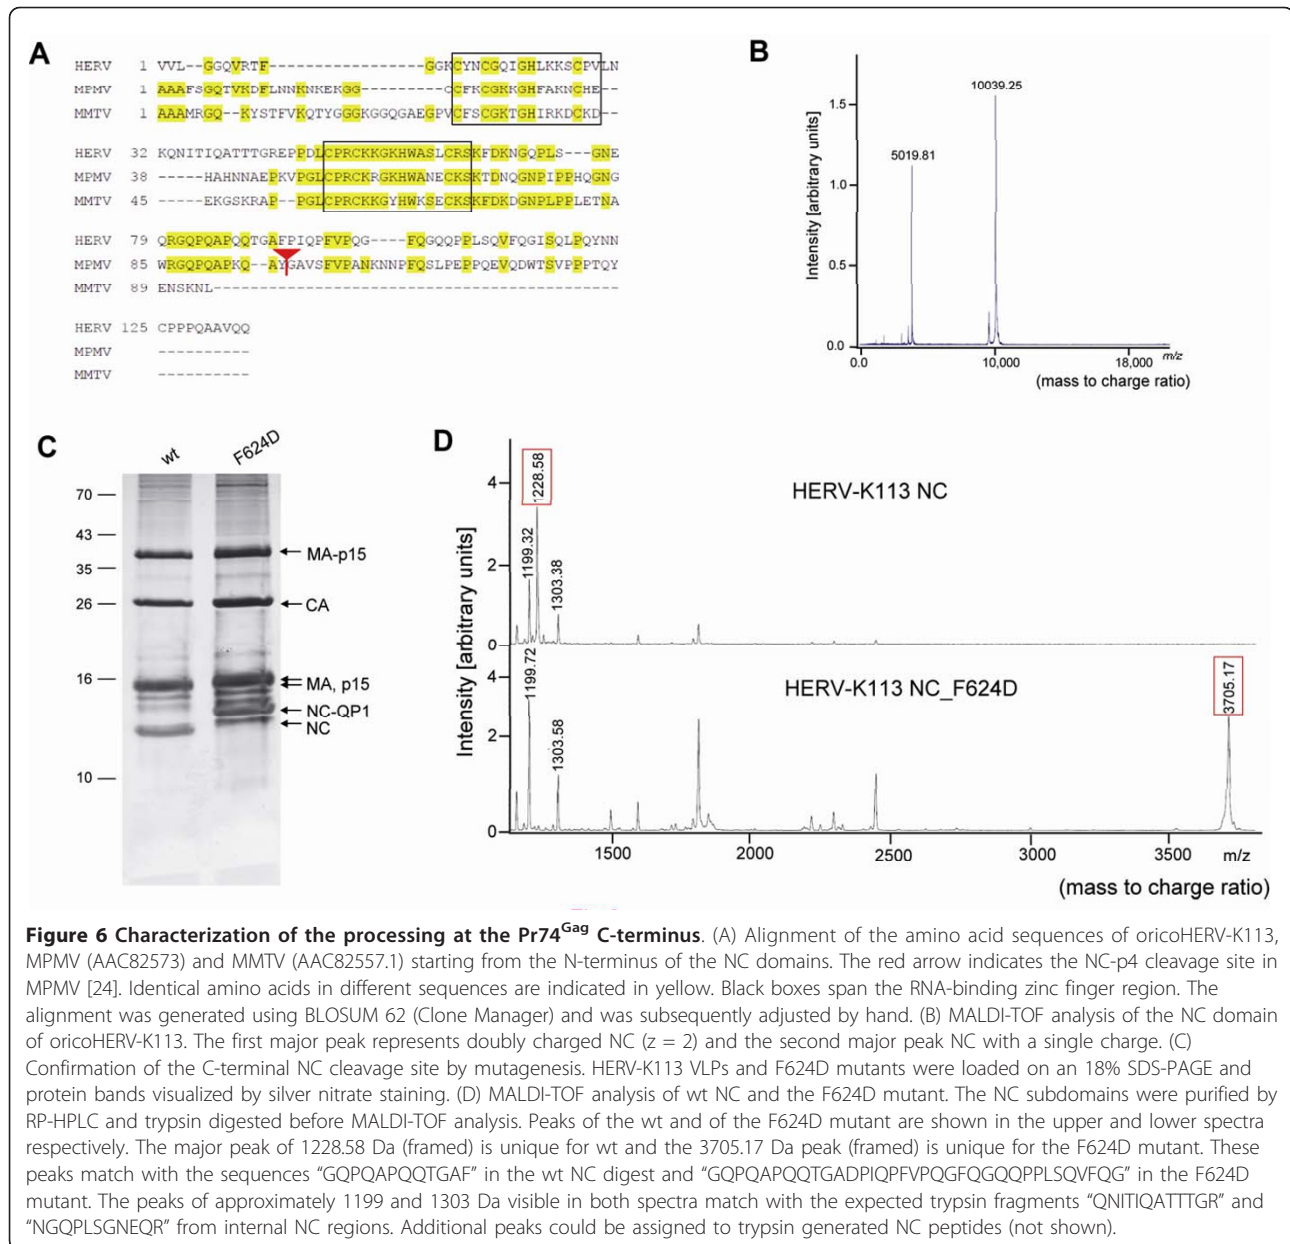 A
HERV 1 VVL--GGQVRTF-----------------GGKCYNCGQIGHLKKSCPVLN
MPMV 1 AAAFSGQTVKDFLNNKNKEKGG-------CCFKCGKKGHFAKNCHE--
MMTV 1 AAAMRGQ--KYSTFVKQTYGGGKGGQGAEGPVCFSCGKTGHIRKDCKD--
HERV 32 KQNITIQATTTGREPPDLCPRCKKGKHWASLCRSKFDKNGQPLS---GNE
MPMV 38 -----HAHNNAEPKVPGLCPRCKRGKHWANECKSKTDNQGNPIPPHQGNG
MMTV 45 -----EKGSKRAP--PGLCPRCKKGYHWKSECKSKFDKDGNPLPPLETNA
HERV 79 QRGQPQAPQQTGAFPIQPFVPQG----FQGQQPPLSQVFQGISQLPQYNN
MPMV 85 WRGQPQAPKQ--AYGAVSFVPANKNNPFQSLPEPPQEVQDWTSVPPPTQY
MMTV 89 ENSKNL--------------------------------------------
HERV 125 CPPPQAAVQQ
MPMV ----------
MMTV ----------
B
Intensity [arbitrary units]
1.5
1.0
0.5
0.0
5019.81
10039.25
0.0 10,000 18,000 m/z
(mass to charge ratio)
C
wt F624D
70
43
35
26
16
10
MA-p15
CA
MA, p15
NC-QP1
NC
D
Intensity [arbitrary units]
4
2
0
1199.32
1228.58
1303.38
HERV-K113 NC
4
2
0
1199.72
1303.58
3705.17
HERV-K113 NC_F624D
1500 2000 2500 3000 3500 m/z
(mass to charge ratio)
Figure 6 Characterization of the processing at the Pr74Gag C-terminus. (A) Alignment of the amino acid sequences of oricoHERV-K113,
MPMV (AAC82573) and MMTV (AAC82557.1) starting from the N-terminus of the NC domains. The red arrow indicates the NC-p4 cleavage site in
MPMV [24]. Identical amino acids in different sequences are indicated in yellow. Black boxes span the RNA-binding zinc finger region. The
alignment was generated using BLOSUM 62 (Clone Manager) and was subsequently adjusted by hand. (B) MALDI-TOF analysis of the NC domain
of oricoHERV-K113. The first major peak represents doubly charged NC (z = 2) and the second major peak NC with a single charge. (C)
Confirmation of the C-terminal NC cleavage site by mutagenesis. HERV-K113 VLPs and F624D mutants were loaded on an 18% SDS-PAGE and
protein bands visualized by silver nitrate staining. (D) MALDI-TOF analysis of wt NC and the F624D mutant. The NC subdomains were purified by
RP-HPLC and trypsin digested before MALDI-TOF analysis. Peaks of the wt and of the F624D mutant are shown in the upper and lower spectra
respectively. The major peak of 1228.58 Da (framed) is unique for wt and the 3705.17 Da peak (framed) is unique for the F624D mutant. These
peaks match with the sequences "GQPQAPQQTGAF" in the wt NC digest and "GQPQAPQQTGADPIQPFVPQGFQGQQPPLSQVFQG" in the F624D
mutant. The peaks of approximately 1199 and 1303 Da visible in both spectra match with the expected trypsin fragments "QNITIQATTTGR" and
"NGQPLSGNEQR" from internal NC regions. Additional peaks could be assigned to trypsin generated NC peptides (not shown).